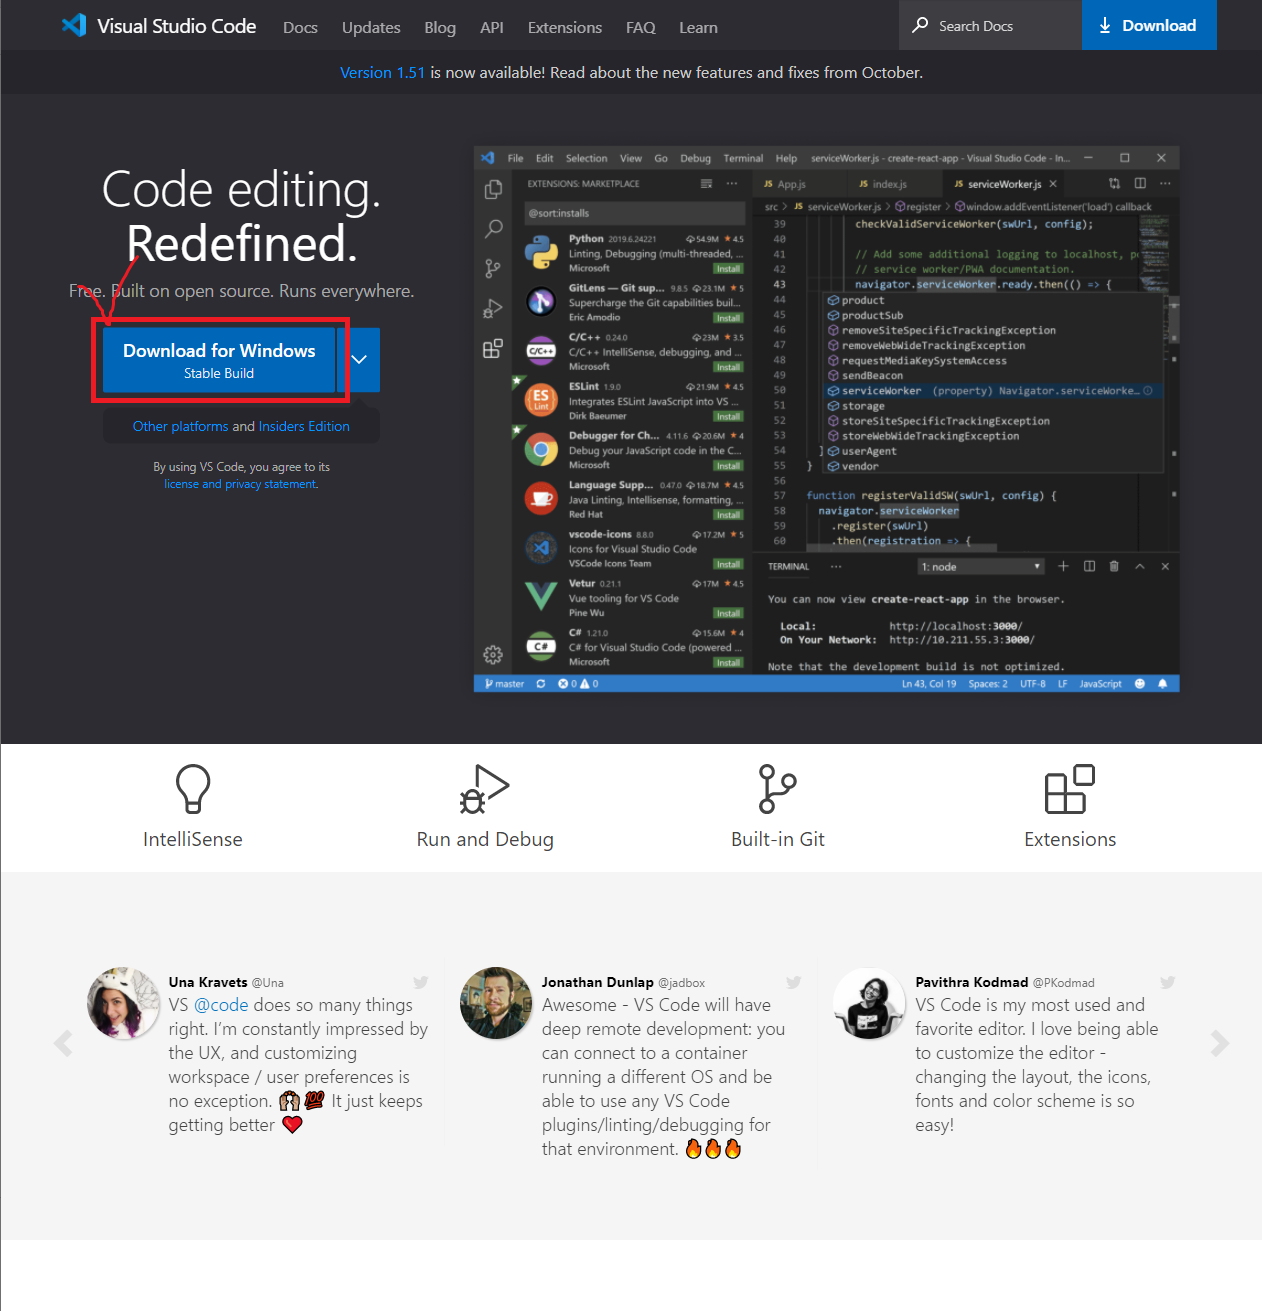 Visual Studio Code Docs Updates Blog API Extensions FAQ Learn Search Docs Download
Version 1.51 is now available! Read about the new features and fixes from October.
Code editing.
Redefined.
Free. Built on open source. Runs everywhere.
Download for Windows
Stable Build
Other platforms and Insiders Edition
By using VS Code, you agree to its
license and privacy statement.
File Edit Selection View Go Debug Terminal Help serviceWorker.js - create-react-app - Visual Studio Code - In...
EXTENSIONS: MARKETPLACE
@sort:installs
Python 2019.6.24221 54.9M ★ 4.5
Linting, Debugging (multi-threaded, ...
Microsoft Install
GitLens — Git sup... 9.8.5 23.1M ★ 5
Supercharge the Git capabilities buil...
Eric Amodio Install
C/C++ 0.24.0 23M ★ 3.5
C/C++ IntelliSense, debugging, and ...
Microsoft Install
ESLint 1.9.0 21.9M ★ 4.5
Integrates ESLint JavaScript into VS ...
Dirk Baeumer Install
Debugger for Ch... 4.11.6 20.6M ★ 4
Debug your JavaScript code in the C...
Microsoft Install
Language Supp... 0.47.0 18.7M ★ 4.5
Java Linting, Intellisense, formatting, ...
Red Hat Install
vscode-icons 8.8.0 17.2M ★ 5
Icons for Visual Studio Code
VSCode Icons Team Install
Vetur 0.21.1 17M ★ 4.5
Vue tooling for VS Code
Pine Wu Install
C# 1.21.0 15.6M ★ 4
C# for Visual Studio Code (powered ...
Microsoft Install
JS App.js JS index.js JS serviceWorker.js
src > JS serviceWorker.js > register > window.addEventListener('load') callback
39 checkValidServiceWorker(swUrl, config);
40
41 // Add some additional logging to localhost, p
42 // service worker/PWA documentation.
43 navigator.serviceWorker.ready.then(() => {
44 product
45 productSub
46 removeSiteSpecificTrackingException
47 removeWebWideTrackingException
48 requestMediaKeySystemAccess
49 sendBeacon
50 serviceWorker (property) Navigator.serviceWorke...
51 storage
52 storeSiteSpecificTrackingException
53 storeWebWideTrackingException
54 } userAgent
55 } vendor
56
57 function registerValidSW(swUrl, config) {
58 navigator.serviceWorker
59 .register(swUrl)
60 .then(registration => {
TERMINAL ... 1: node
You can now view create-react-app in the browser.
Local: http://localhost:3000/
On Your Network: http://10.211.55.3:3000/
Note that the development build is not optimized.
master 0 0 Ln 43, Col 19 Spaces: 2 UTF-8 LF JavaScript
IntelliSense
Run and Debug
Built-in Git
Extensions
Una Kravets @Una
VS @code does so many things
right. I’m constantly impressed by
the UX, and customizing
workspace / user preferences is
no exception. 🙌🏽💯 It just keeps
getting better ❤️
Jonathan Dunlap @jadbox
Awesome - VS Code will have
deep remote development: you
can connect to a container
running a different OS and be
able to use any VS Code
plugins/linting/debugging for
that environment. 🔥🔥🔥
Pavithra Kodmad @PKodmad
VS Code is my most used and
favorite editor. I love being able
to customize the editor -
changing the layout, the icons,
fonts and color scheme is so
easy!